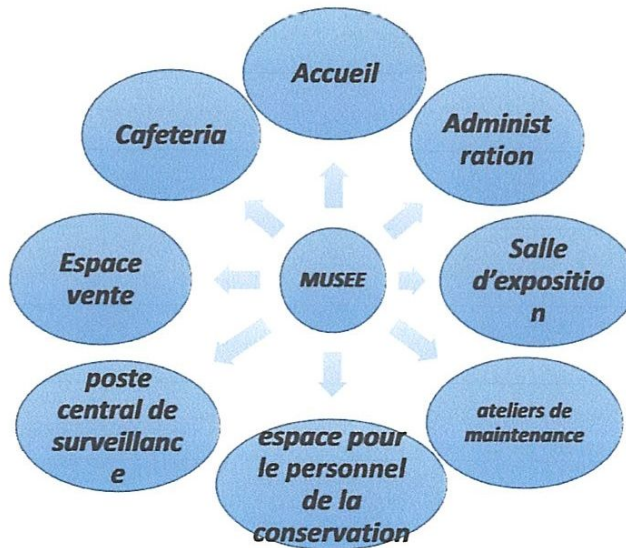 Accueil
Administ
ration
Salle
d'expositio
n
ateliers de
maintenance
espace pour
le personnel
de la
conservation
poste
central de
surveillanc
e
Espace
vente
Cafeteria
MUSEE